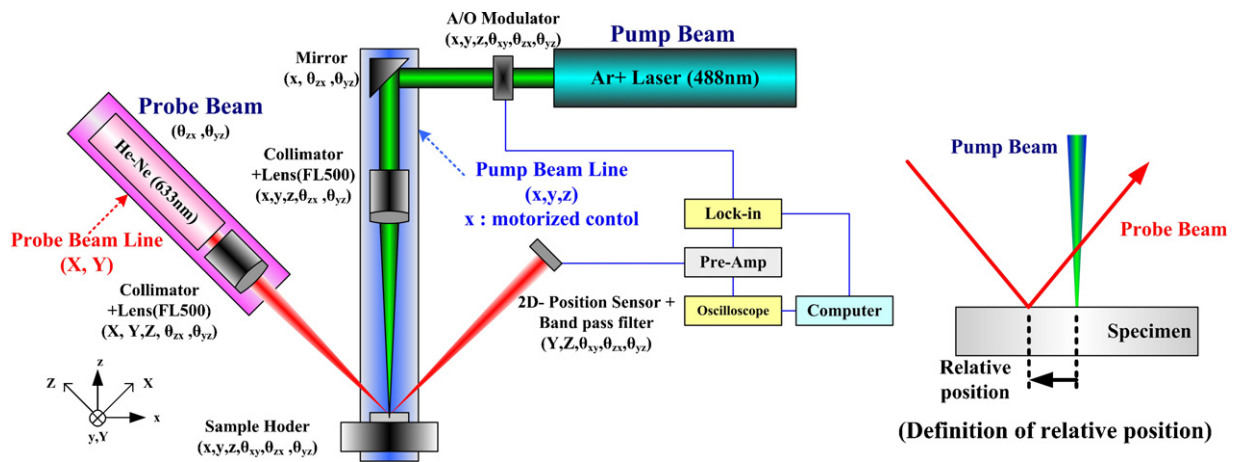 A/O Modulator
(x,y,z,θxy,θzx,θyz)
Pump Beam
Ar+ Laser (488nm)
Mirror
(x, θzx ,θyz)
Probe Beam
(θzx ,θyz)
He-Ne (633nm)
Collimator
+Lens(FL500)
(x,y,z,θzx ,θyz)
Pump Beam Line
(x,y,z)
x : motorized contol
Probe Beam Line
(X, Y)
Collimator
+Lens(FL500)
(X, Y,Z, θzx ,θyz)
Lock-in
Pre-Amp
Oscilloscope
Computer
2D- Position Sensor +
Band pass filter
(Y,Z,θxy,θzx,θyz)
z
Z
X
x
y,Y
Sample Hoder
(x,y,z,θxy,θzx ,θyz)
Pump Beam
Probe Beam
Specimen
Relative
position
(Definition of relative position)